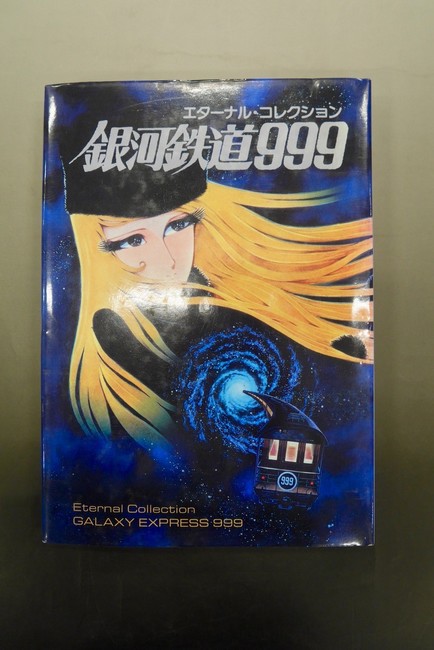 エターナル・コレクション
銀河鉄道999
999
Eternal Collection
GALAXY EXPRESS 999